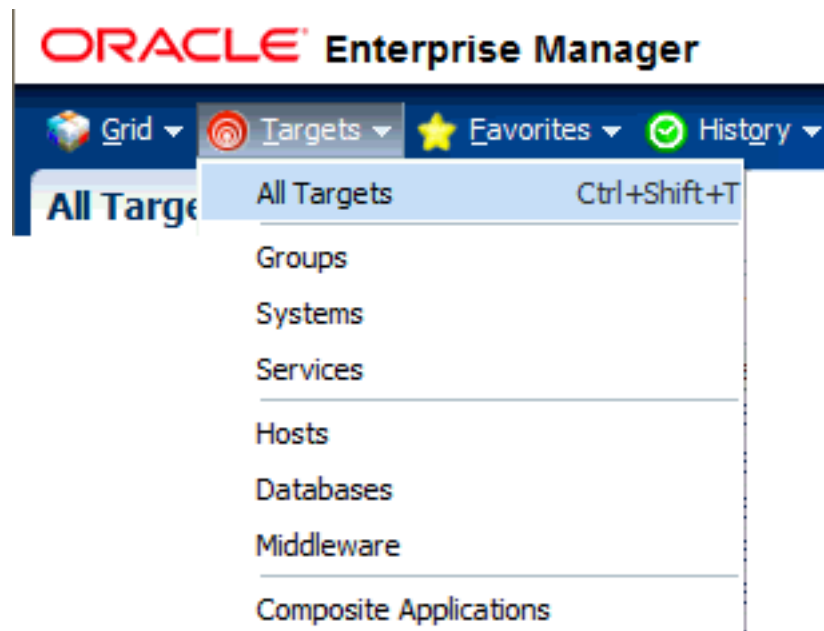 ORACLE Enterprise Manager
Grid Targets Favorites History
All Targe
All Targets Ctrl+Shift+T
Groups
Systems
Services
Hosts
Databases
Middleware
Composite Applications